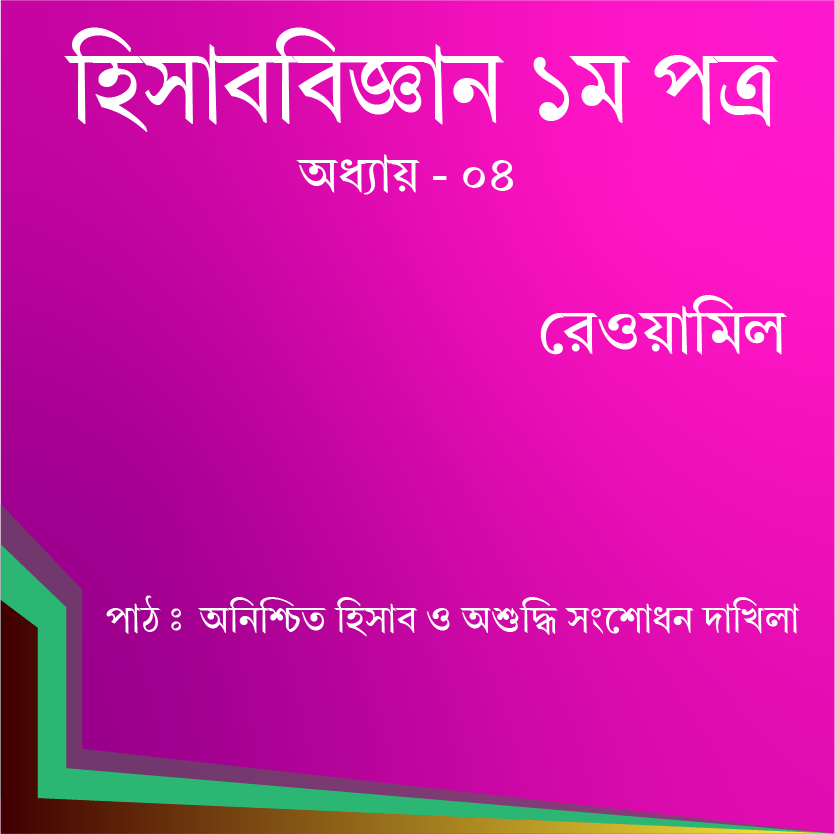 হিসাববিজ্ঞান ১ম পত্র
অধ্যায় - ০৪
রেওয়ামিল
পাঠ ঃ অনিশ্চিত হিসাব ও অশুদ্ধি সংশোধন দাখিলা